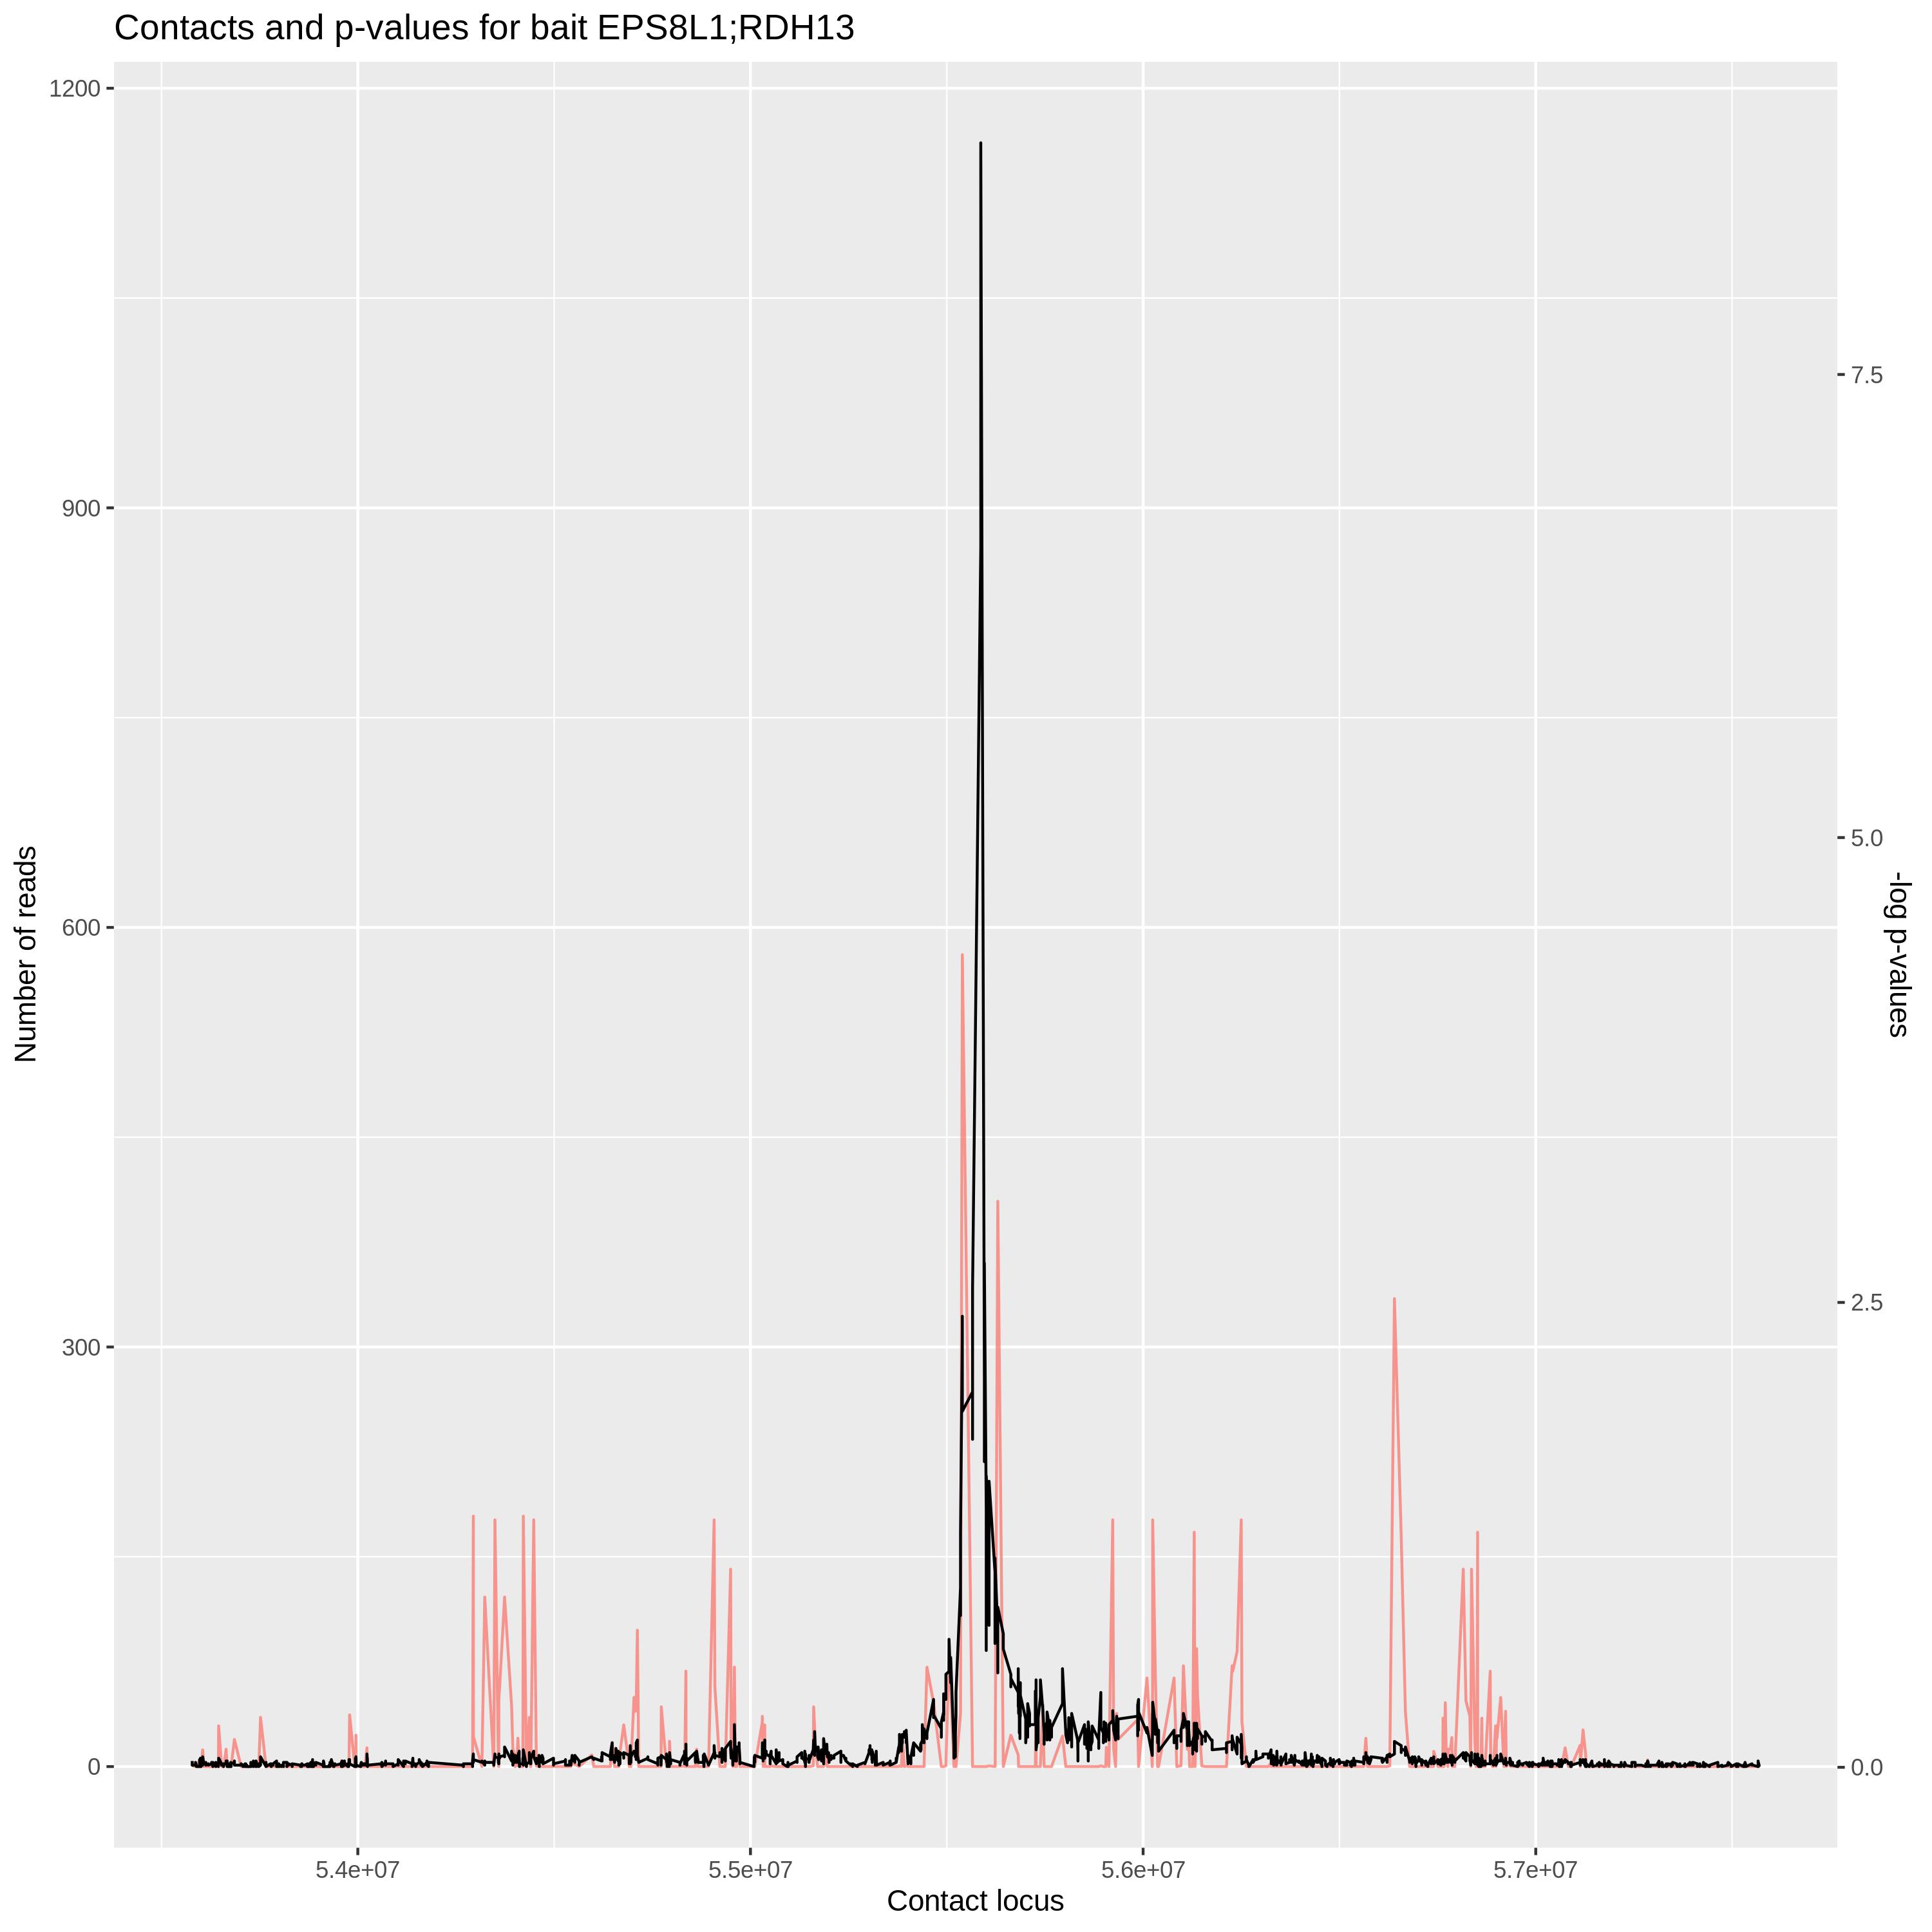 Contacts and p-values for bait EPS8L1;RDH13
1200
900
600
300
0
Number of reads
7.5
5.0
2.5
0.0
-log p-values
5.4e+07
5.5e+07
5.6e+07
5.7e+07
Contact locus